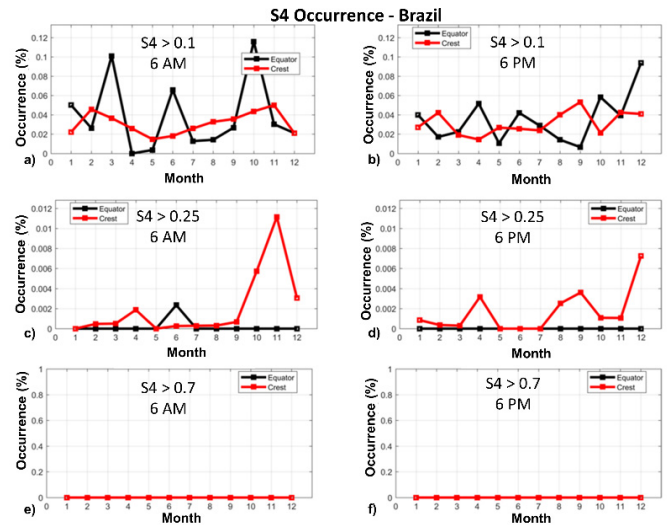 S4 Occurrence - Brazil
Occurrence (%)
0.12
0.1
0.08
0.06
0.04
0.02
0
S4 > 0.1
6 AM
Equator
Crest
0 1 2 3 4 5 6 7 8 9 10 11 12
a)
Month
Occurrence (%)
0.12
0.1
0.08
0.06
0.04
0.02
0
Equator
Crest
S4 > 0.1
6 PM
0 1 2 3 4 5 6 7 8 9 10 11 12
b)
Month
Occurrence (%)
0.012
0.01
0.008
0.006
0.004
0.002
0
Equator
Crest
S4 > 0.25
6 AM
0 1 2 3 4 5 6 7 8 9 10 11 12
c)
Month
Occurrence (%)
0.012
0.01
0.008
0.006
0.004
0.002
0
S4 > 0.25
6 PM
Equator
Crest
0 1 2 3 4 5 6 7 8 9 10 11 12
d)
Month
Occurrence (%)
1
0.8
0.6
0.4
0.2
0
S4 > 0.7
6 AM
Equator
Crest
0 1 2 3 4 5 6 7 8 9 10 11 12
e)
Month
Occurrence (%)
1
0.8
0.6
0.4
0.2
0
S4 > 0.7
6 PM
Equator
Crest
0 1 2 3 4 5 6 7 8 9 10 11 12
f)
Month